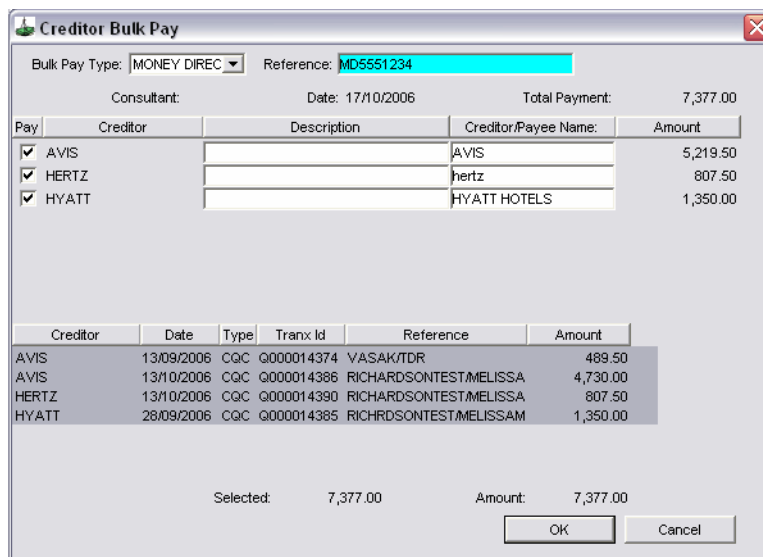 Creditor Bulk Pay
Bulk Pay Type: MONEY DIREC Reference: MD5551234
Consultant: Date: 17/10/2006 Total Payment: 7,377.00
Pay Creditor Description Creditor/Payee Name: Amount
AVIS AVIS 5,219.50
HERTZ hertz 807.50
HYATT HYATT HOTELS 1,350.00
Creditor Date Type Tranx Id Reference Amount
AVIS 13/09/2006 CQC Q000014374 VASAK/TDR 489.50
AVIS 13/10/2006 CQC Q000014386 RICHARDSONTEST/MELISSA 4,730.00
HERTZ 13/10/2006 CQC Q000014390 RICHARDSONTEST/MELISSA 807.50
HYATT 28/09/2006 CQC Q000014385 RICHRDSONTEST/MELISSAM 1,350.00
Selected: 7,377.00 Amount: 7,377.00
OK Cancel